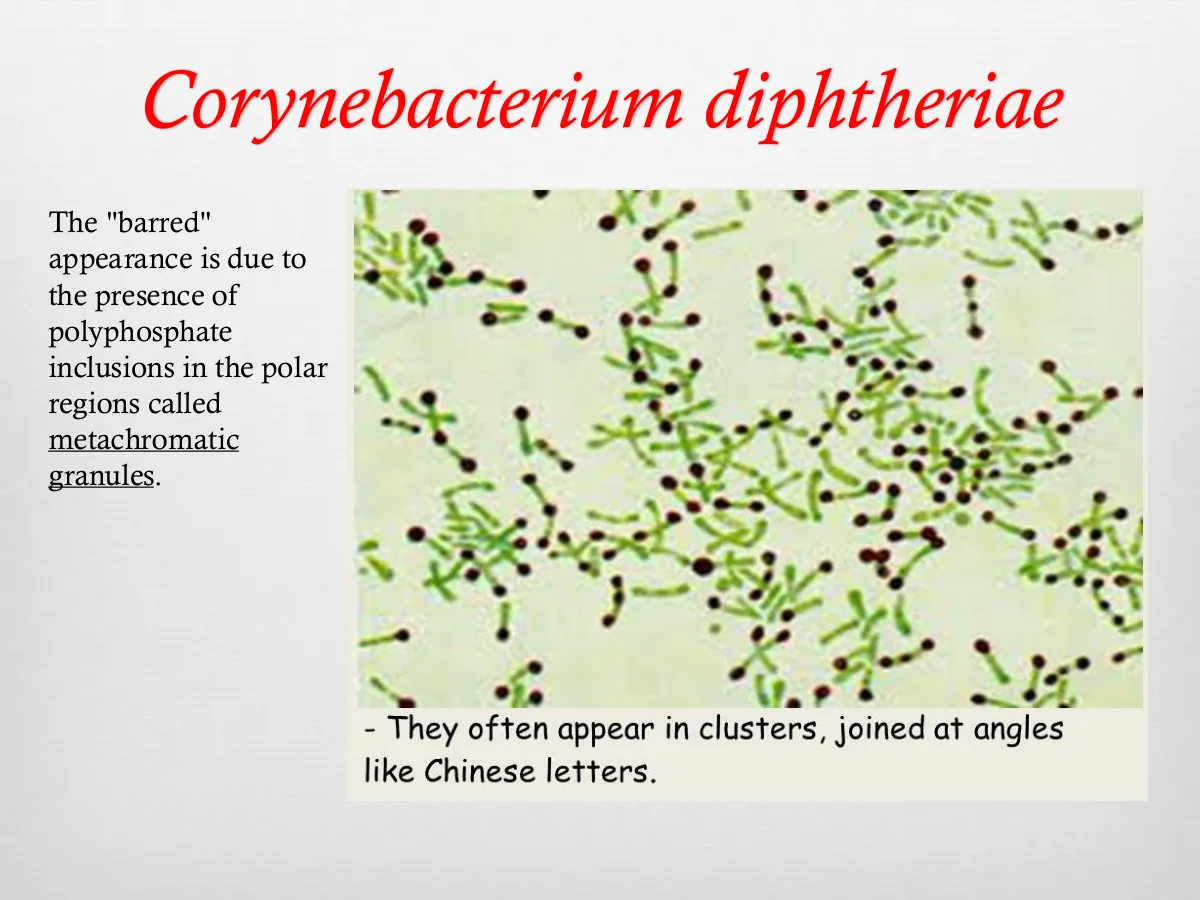 Corynebacterium diphtheriae
The "barred"
appearance is due to
the presence of
polyphosphate
inclusions in the polar
regions called
metachromatic
granules.
- They often appear in clusters, joined at angles
like Chinese letters.